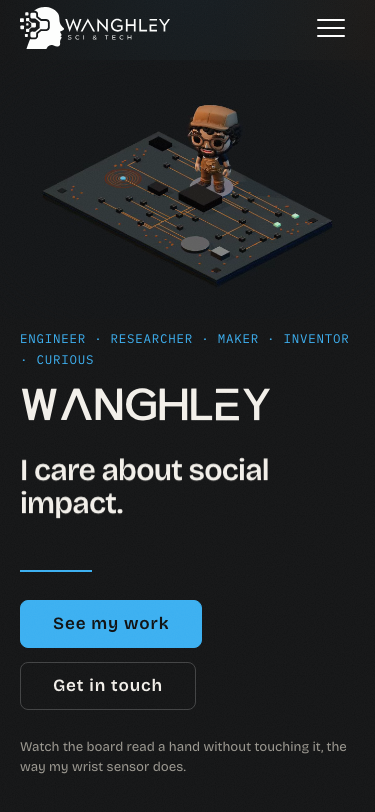 WANGHLEY
SCI & TECH
ENGINEER · RESEARCHER · MAKER · INVENTOR
· CURIOUS
WANGHLEY
I care about social
impact.
See my work
Get in touch
Watch the board read a hand without touching it, the
way my wrist sensor does.